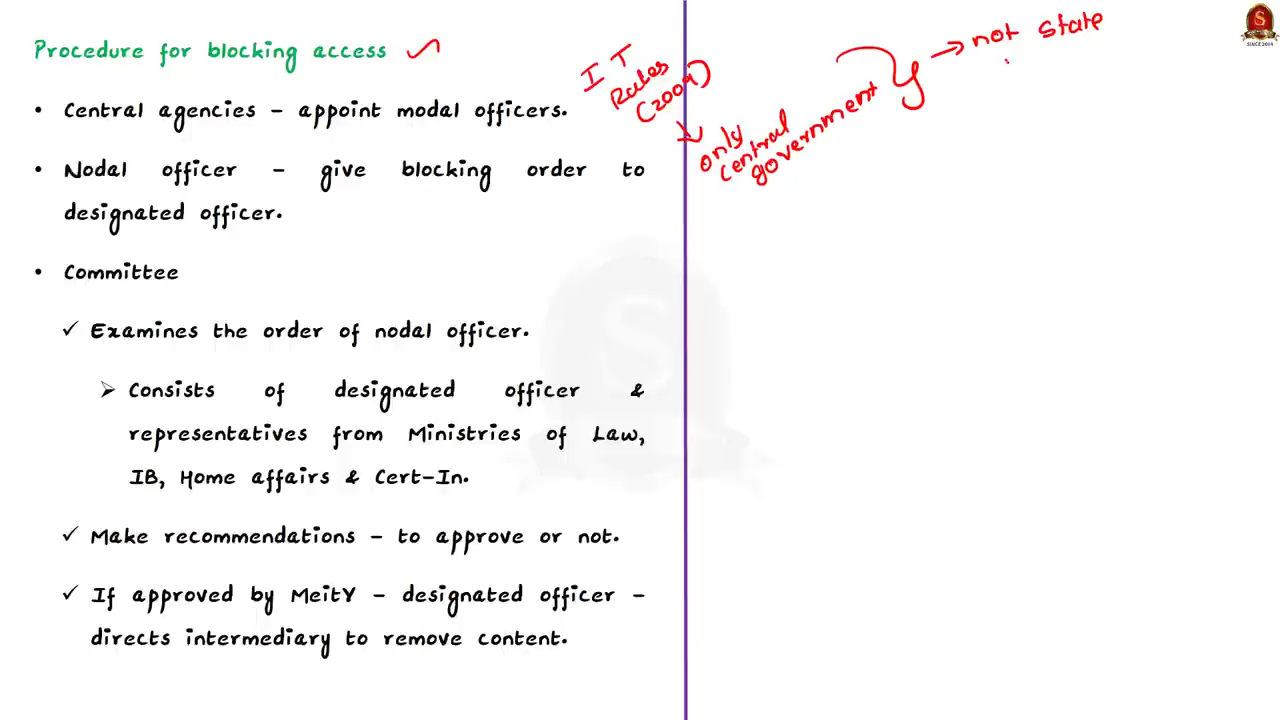 Procedure for blocking access
• Central agencies - appoint modal officers.
• Nodal officer - give blocking order to
designated officer.
• Committee
✓ Examines the order of nodal officer.
➢ Consists of designated officer &
representatives from Ministries of Law,
IB, Home affairs & Cert-In.
✓ Make recommendations - to approve or not.
✓ If approved by MeitY - designated officer -
directs intermediary to remove content.
IT
Rules
(2009)
only
central
government
→ not state
S
SINCE 2004